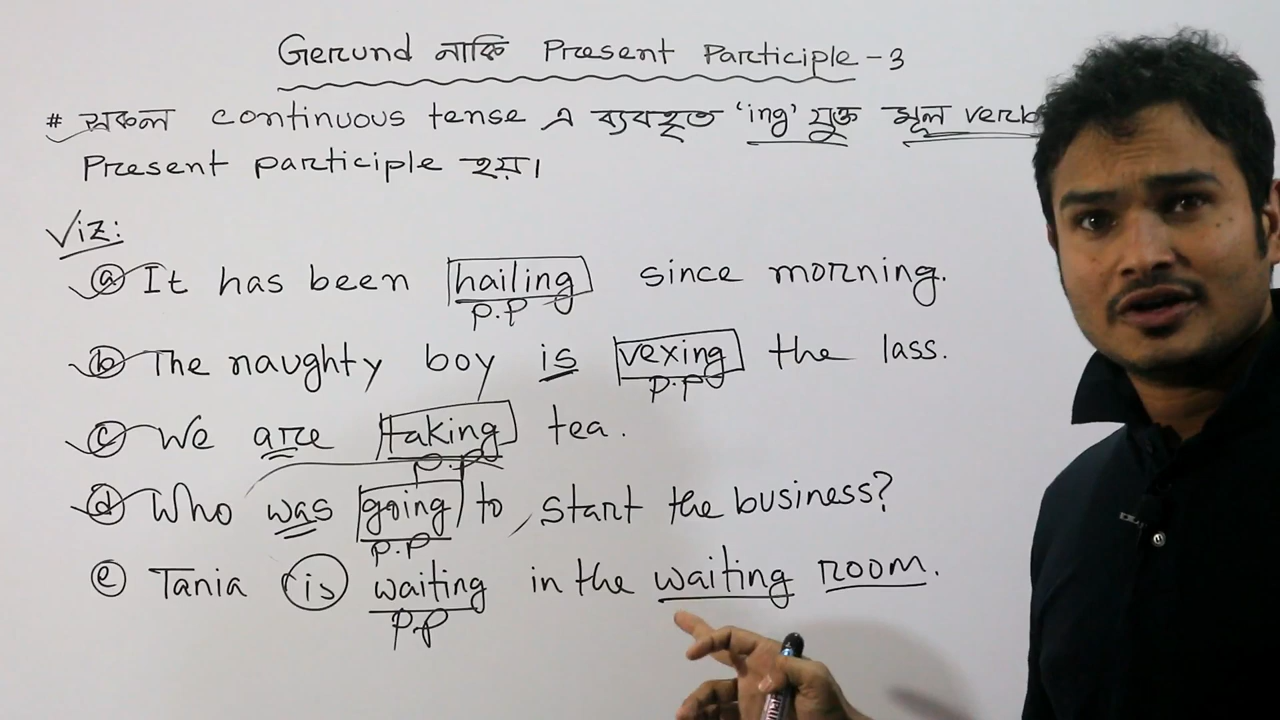 Gerund নাকি Present Participle - 3
# সকল continuous tense এ ব্যবহৃত 'ing' যুক্ত মূল verb
Present participle হয়।
Viz:
ⓐ It has been hailing since morning.
P.P
ⓑ The naughty boy is vexing the lass.
P.P
ⓒ We are taking tea.
P.P
ⓓ Who was going to start the business?
P.P
ⓔ Tania is waiting in the waiting room.
P.P